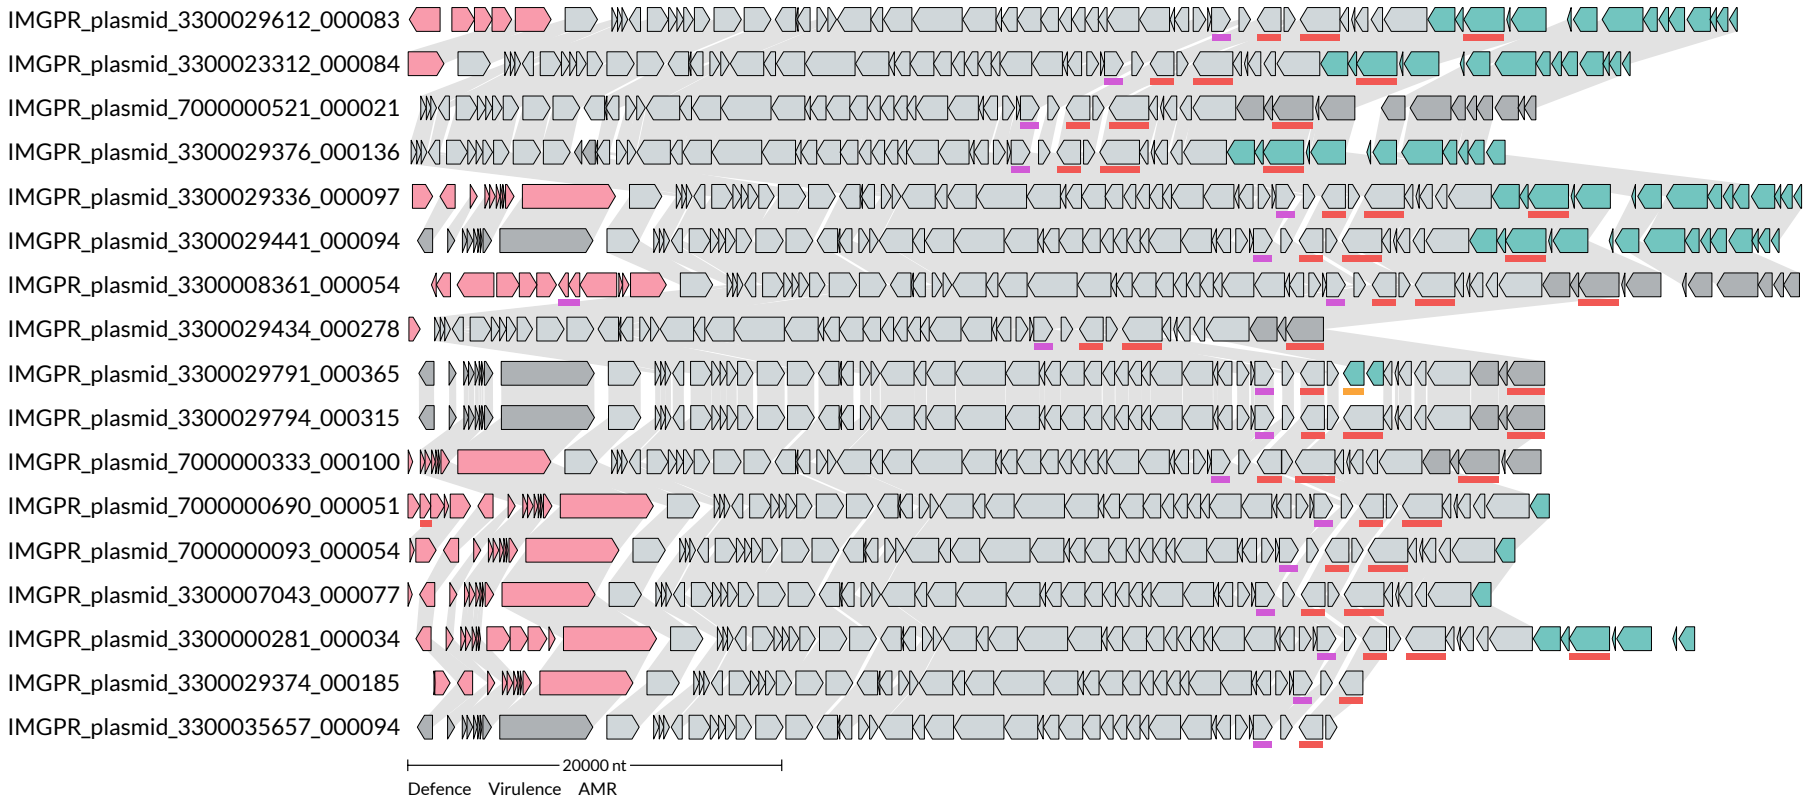 IMGPR_plasmid_3300029612_000083
IMGPR_plasmid_3300023312_000084
IMGPR_plasmid_7000000521_000021
IMGPR_plasmid_3300029376_000136
IMGPR_plasmid_3300029336_000097
IMGPR_plasmid_3300029441_000094
IMGPR_plasmid_3300008361_000054
IMGPR_plasmid_3300029434_000278
IMGPR_plasmid_3300029791_000365
IMGPR_plasmid_3300029794_000315
IMGPR_plasmid_7000000333_000100
IMGPR_plasmid_7000000690_000051
IMGPR_plasmid_7000000093_000054
IMGPR_plasmid_3300007043_000077
IMGPR_plasmid_3300000281_000034
IMGPR_plasmid_3300029374_000185
IMGPR_plasmid_3300035657_000094
20000 nt
Defence Virulence AMR